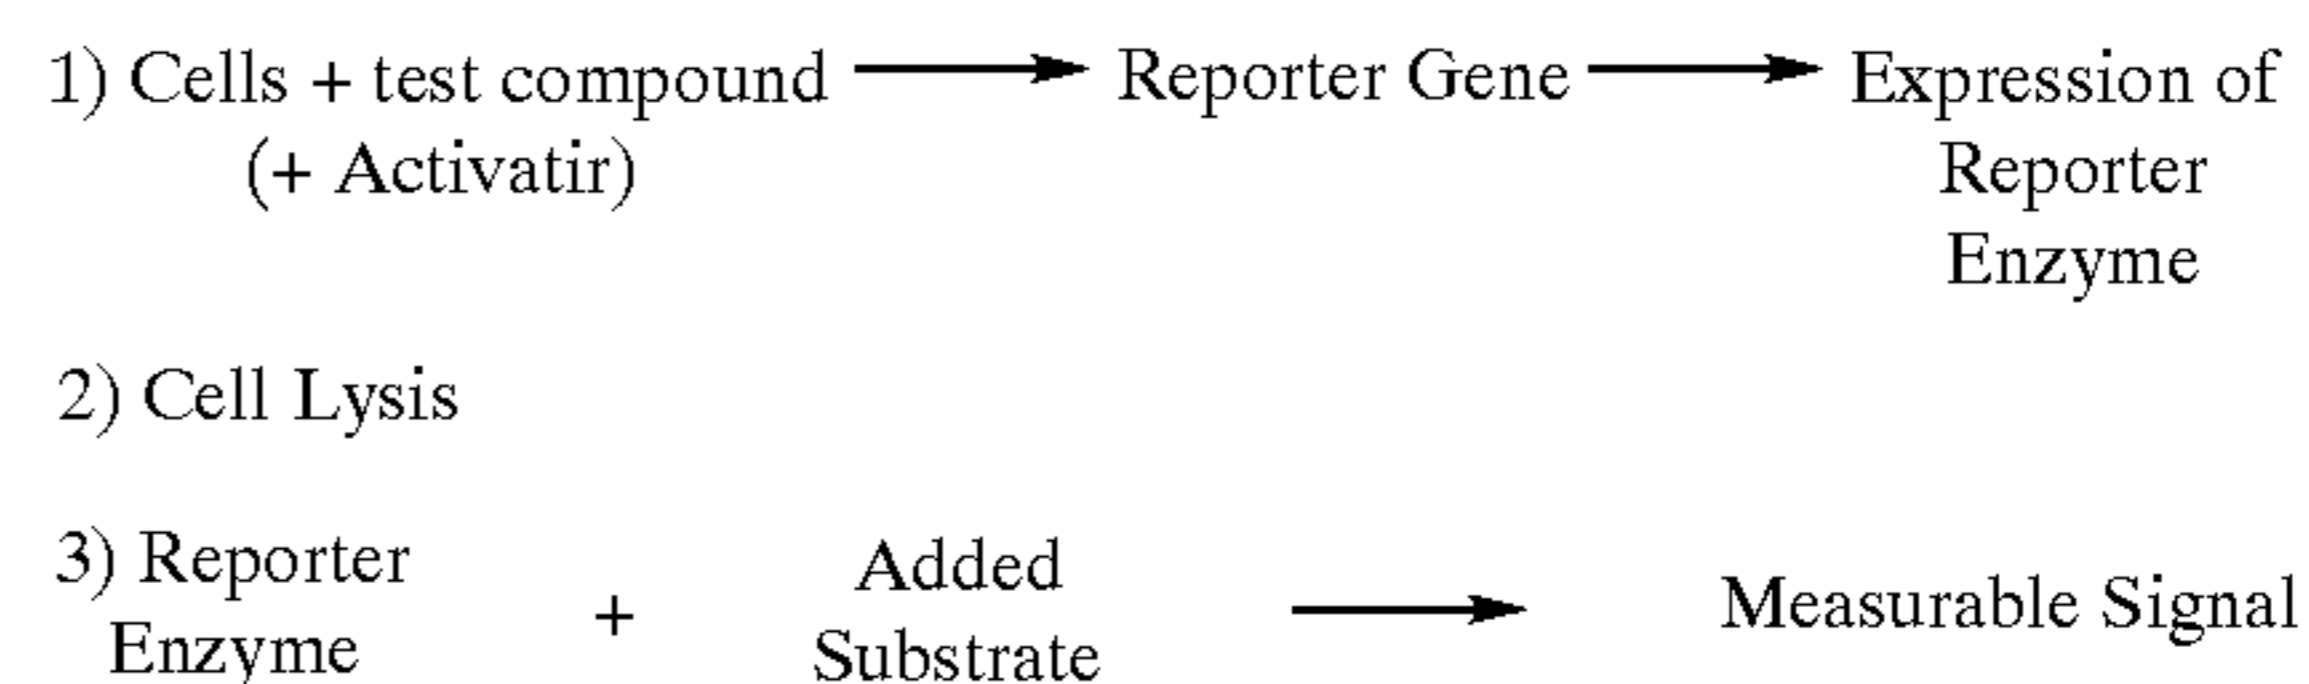 1) Cells + test compound Reporter Gene Expression of
(+ Activatir) Reporter
Enzyme
2) Cell Lysis
3) Reporter Added
Enzyme + Substrate Measurable Signal